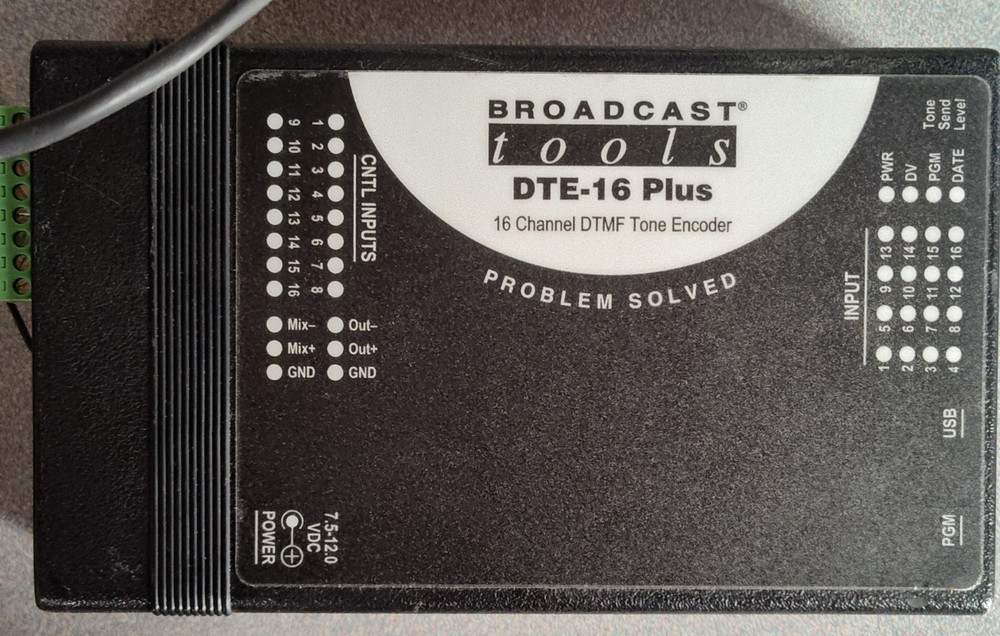 BROADCAST®
tools
DTE-16 Plus
16 Channel DTMF Tone Encoder
PROBLEM SOLVED
CNTL INPUTS
9 1
10 2
11 3
12 4
13 5
14 6
15 7
16 8
Mix– Out–
Mix+ Out+
GND GND
7.5-12.0
VDC
POWER
Tone
Send
Level
PWR
DV
PGM
DATE
INPUT
13 14 15 16
9 10 11 12
5 6 7 8
1 2 3 4
USB
PGM